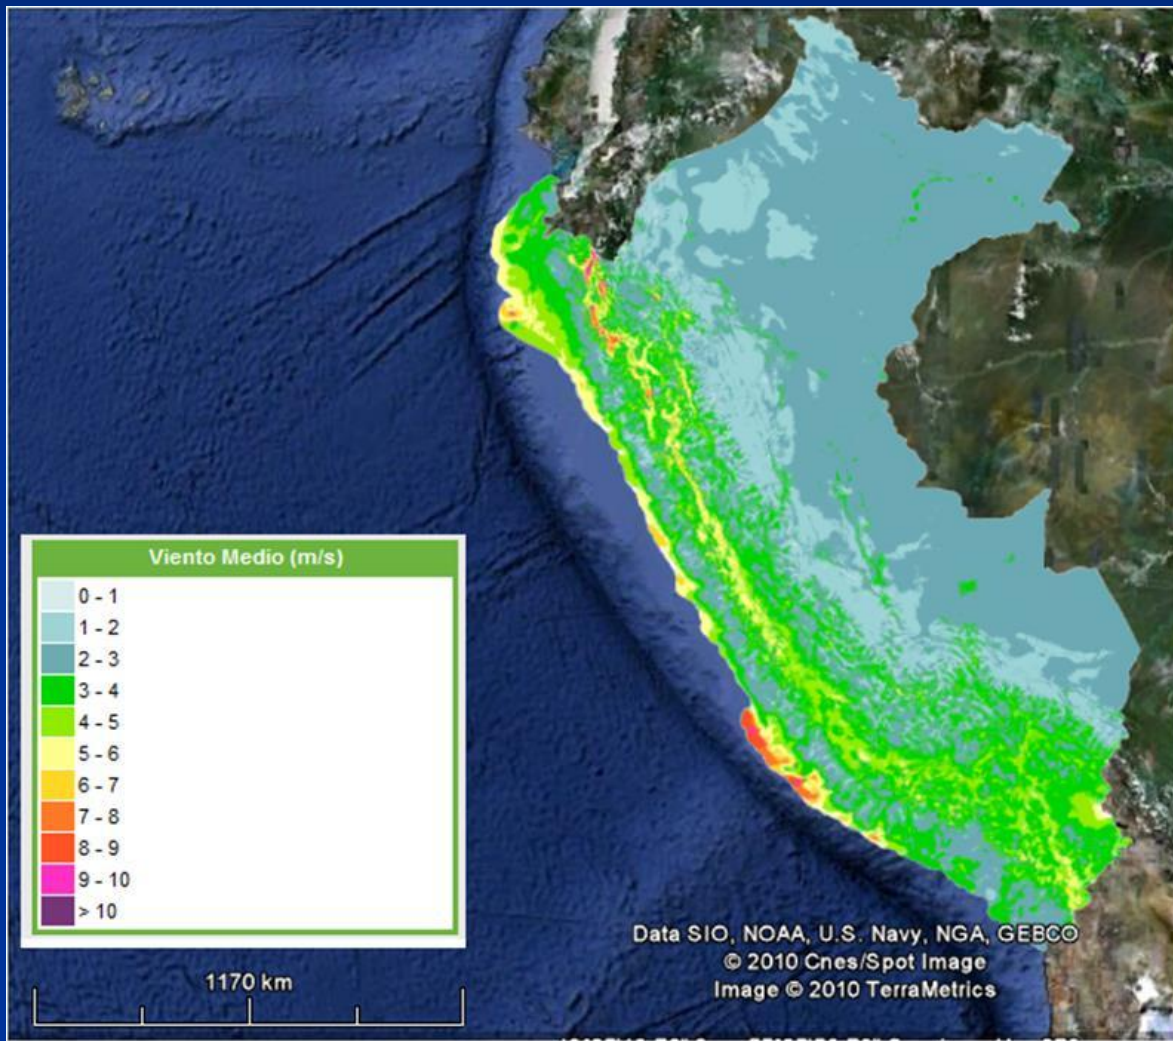 Viento Medio (m/s)
0 - 1
1 - 2
2 - 3
3 - 4
4 - 5
5 - 6
6 - 7
7 - 8
8 - 9
9 - 10
> 10
1170 km
Data SIO, NOAA, U.S. Navy, NGA, GEBCO
© 2010 Cnes/Spot Image
Image © 2010 TerraMetrics